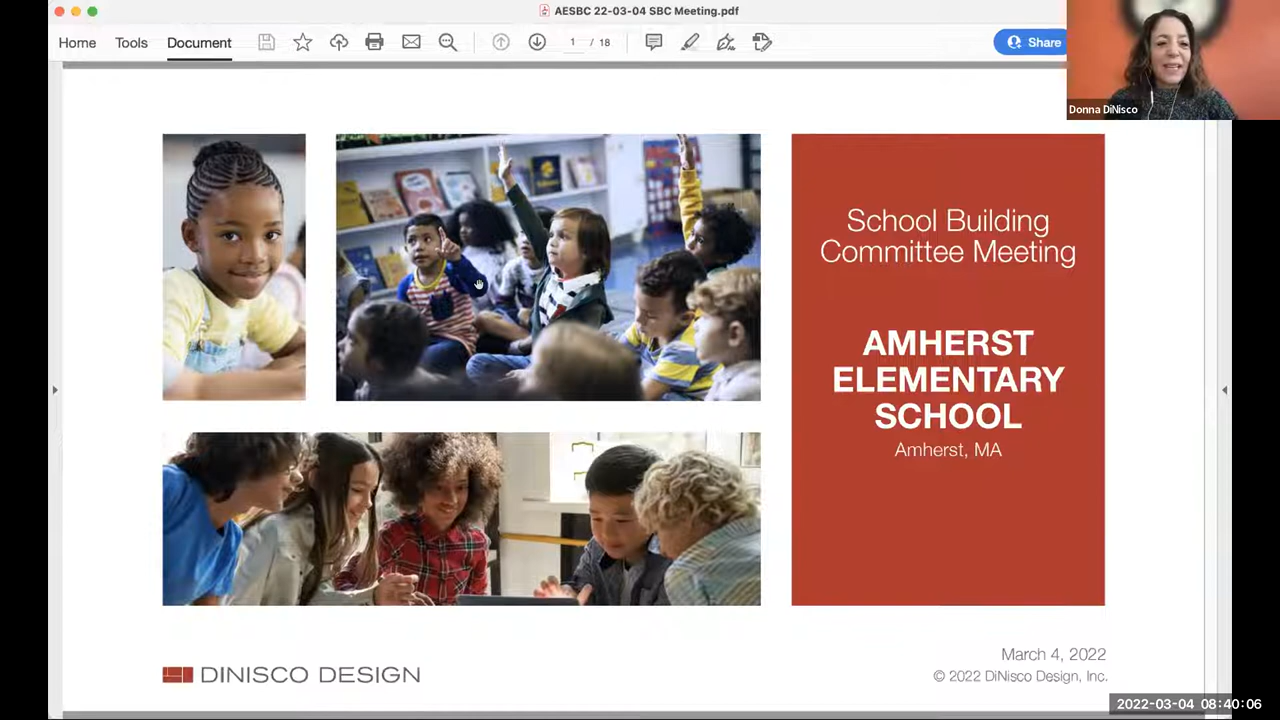 AESBC 22-03-04 SBC Meeting.pdf
Home Tools Document 1 / 18 Share
Donna DiNisco
School Building
Committee Meeting
AMHERST
ELEMENTARY
SCHOOL
Amherst, MA
DINISCO DESIGN
March 4, 2022
© 2022 DiNisco Design, Inc.
2022-03-04 08:40:06